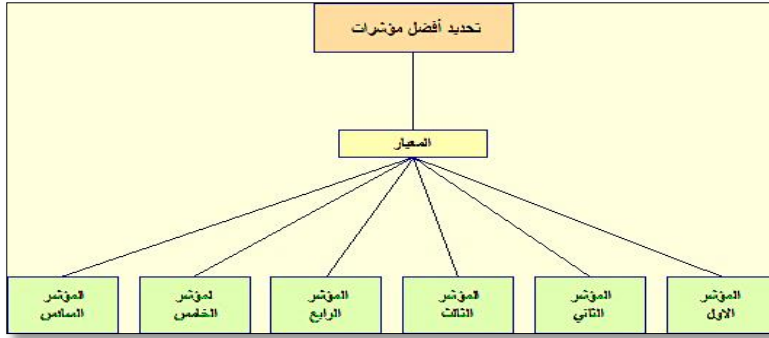 تحديد أفضل مؤشرات
المعيار
المؤشر
الاول
المؤشر
الثاني
المؤشر
الثالث
المؤشر
الرابع
لمؤشر
الخامس
المؤشر
السادس